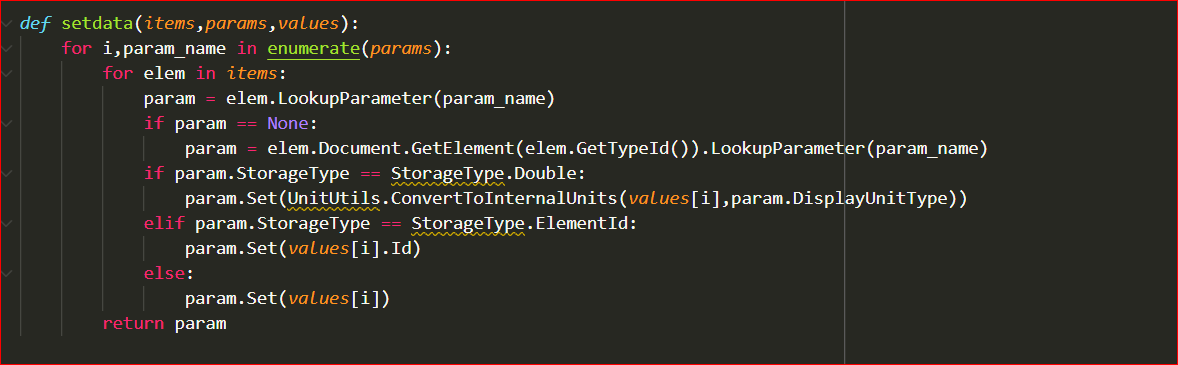 def setdata(items,params,values):
    for i,param_name in enumerate(params):
        for elem in items:
            param = elem.LookupParameter(param_name)
            if param == None:
                param = elem.Document.GetElement(elem.GetTypeId()).LookupParameter(param_name)
            if param.StorageType == StorageType.Double:
                param.Set(UnitUtils.ConvertToInternalUnits(values[i],param.DisplayUnitType))
            elif param.StorageType == StorageType.ElementId:
                param.Set(values[i].Id)
            else:
                param.Set(values[i])
        return param